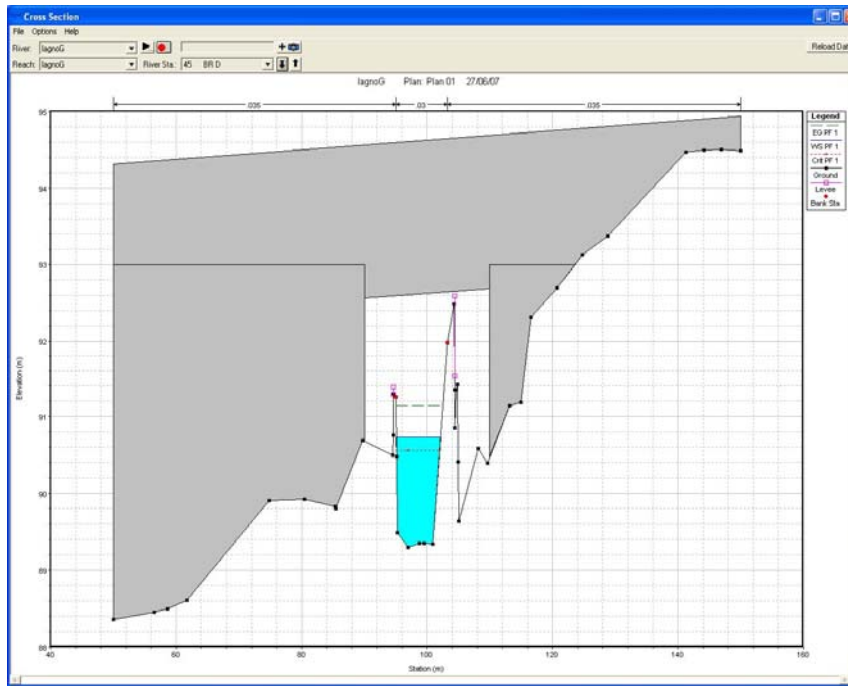 Cross Section
File Options Help
River: lagnoG
Reach: lagnoG River Sta.: 45 BR D
Reload Data
lagnoG Plan: Plan 01 27/06/07
.035 .03 .035
95
94
93
92
91
90
89
88
Elevation (m)
40 60 80 100 120 140 160
Station (m)
Legend
EG PF 1
WS PF 1
Crit PF 1
Ground
Levee
Bank Sta